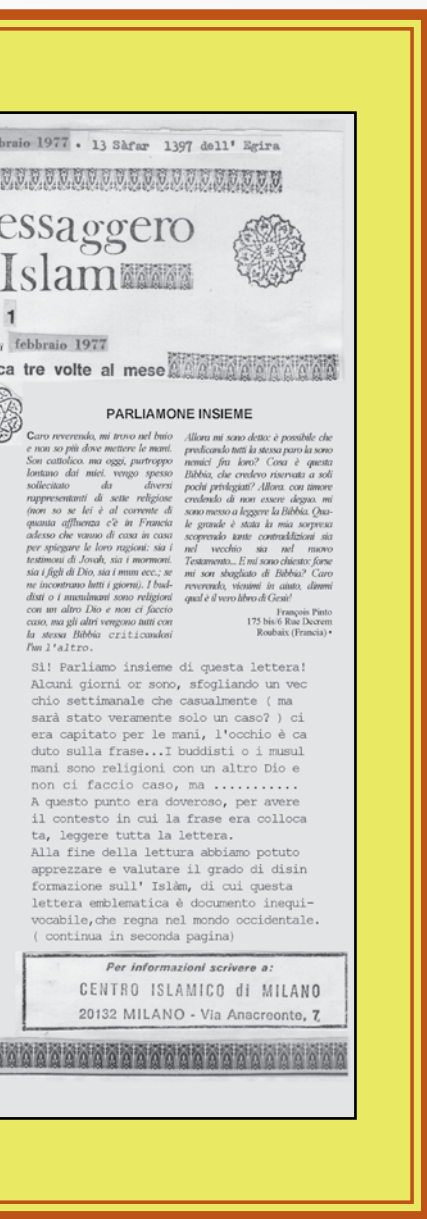 braio 1977 . 13 Sàfar 1397 dell' Egira
essaggero
Islam
1
febbraio 1977
ca tre volte al mese
PARLIAMONE INSIEME
Caro reverendo, mi trovo nel buio
e non so più dove mettere le mani.
Son cattolico, ma oggi, purtroppo
lontano dai miei, vengo spesso
sollecitato da diversi
rappresentanti di sette religiose
(non so se lei è al corrente di
quanta affluenza c'è in Francia
adesso che vanno di casa in casa
per spiegare le loro ragioni: sia i
testimoni di Jovah, sia i mormoni.
sia i figli di Dio, sia i mum ecc.; se
ne incontrano lutti i giorni). I bud-
disti o i musulmani sono religioni
con un altro Dio e non ci faccio
caso, ma gli altri vengono tutti con
la stessa Bibbia criticandosi
l'un l'altro.
Allora mi sono detto: è possibile che
predicando tutti la stessa paro la sono
nemici fra loro? Cosa è questa
Bibbia, che credevo riservata a soli
pochi privlegiati? Allora. con timore
credendo di non essere degno. mi
sono messo a leggere la Bibbia. Qua-
le grande è stata la mia sorpresa
scoprendo tante contraddizioni sia
nel vecchio sia nel nuovo
Testamento... E mi sono chiesto: forse
mi son sbagliato di Bibbia? Caro
reverendo, vienimi in aiuto, dimmi
qual è il vero libro di Gesù!
François Pinto
175 bis/6 Rue Decrem
Roubaix (Francia) •
Sì! Parliamo insieme di questa lettera!
Alcuni giorni or sono, sfogliando un vec
chio settimanale che casualmente ( ma
sarà stato veramente solo un caso? ) ci
era capitato per le mani, l'occhio è ca
duto sulla frase...I buddisti o i musul
mani sono religioni con un altro Dio e
non ci faccio caso, ma ...........
A questo punto era doveroso, per avere
il contesto in cui la frase era colloca
ta, leggere tutta la lettera.
Alla fine della lettura abbiamo potuto
apprezzare e valutare il grado di disin
formazione sull' Islàm, di cui questa
lettera emblematica è documento inequi-
vocabile,che regna nel mondo occidentale.
( continua in seconda pagina)
Per informazioni scrivere a:
CENTRO ISLAMICO di MILANO
20132 MILANO - Via Anacreonte, 7